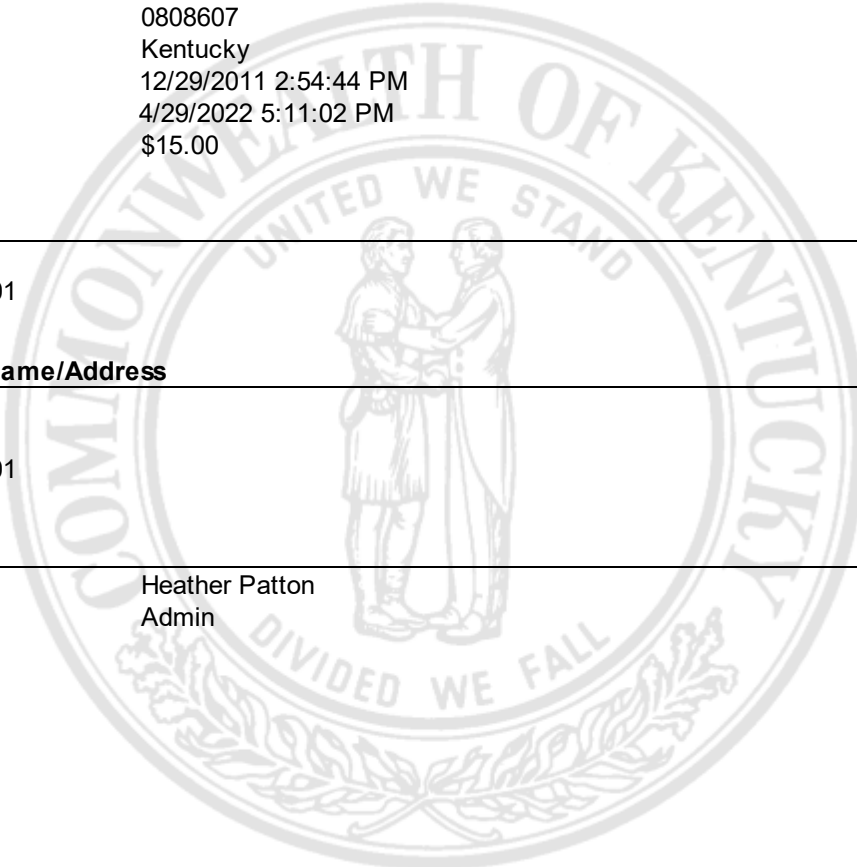 0808607
Kentucky
12/29/2011 2:54:44 PM
4/29/2022 5:11:02 PM
$15.00
COMMONWEALTH OF KENTUCKY
UNITED WE STAND
01
ame/Address
01
Heather Patton
Admin
DIVIDED WE FALL